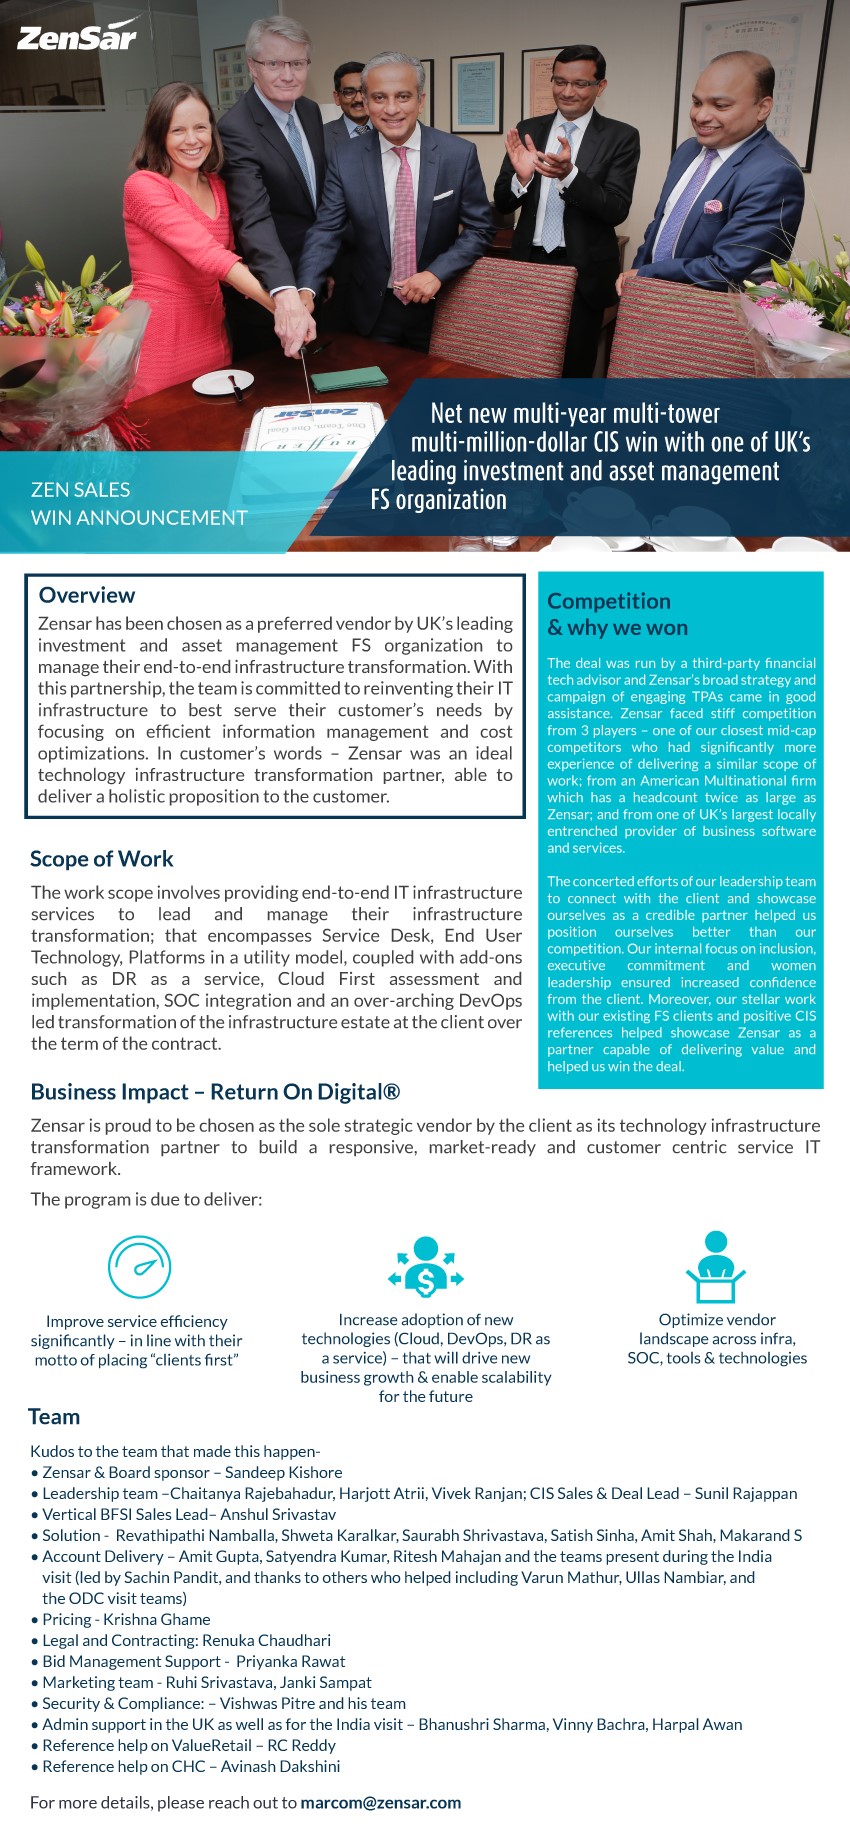 ZenSar
Net new multi-year multi-tower
multi-million-dollar CIS win with one of UK's
leading investment and asset management
FS organization
ZEN SALES
WIN ANNOUNCEMENT
ZenSar
One Team, One Goal
RUFFER
Overview
Zensar has been chosen as a preferred vendor by UK's leading
investment and asset management FS organization to
manage their end-to-end infrastructure transformation. With
this partnership, the team is committed to reinventing their IT
infrastructure to best serve their customer's needs by
focusing on efficient information management and cost
optimizations. In customer's words – Zensar was an ideal
technology infrastructure transformation partner, able to
deliver a holistic proposition to the customer.
Scope of Work
The work scope involves providing end-to-end IT infrastructure
services to lead and manage their infrastructure
transformation; that encompasses Service Desk, End User
Technology, Platforms in a utility model, coupled with add-ons
such as DR as a service, Cloud First assessment and
implementation, SOC integration and an over-arching DevOps
led transformation of the infrastructure estate at the client over
the term of the contract.
Competition
& why we won
The deal was run by a third-party financial
tech advisor and Zensar's broad strategy and
campaign of engaging TPAs came in good
assistance. Zensar faced stiff competition
from 3 players – one of our closest mid-cap
competitors who had significantly more
experience of delivering a similar scope of
work; from an American Multinational firm
which has a headcount twice as large as
Zensar; and from one of UK's largest locally
entrenched provider of business software
and services.
The concerted efforts of our leadership team
to connect with the client and showcase
ourselves as a credible partner helped us
position ourselves better than our
competition. Our internal focus on inclusion,
executive commitment and women
leadership ensured increased confidence
from the client. Moreover, our stellar work
with our existing FS clients and positive CIS
references helped showcase Zensar as a
partner capable of delivering value and
helped us win the deal.
Business Impact – Return On Digital®
Zensar is proud to be chosen as the sole strategic vendor by the client as its technology infrastructure
transformation partner to build a responsive, market-ready and customer centric service IT
framework.
The program is due to deliver:
Improve service efficiency
significantly – in line with their
motto of placing "clients first"
Increase adoption of new
technologies (Cloud, DevOps, DR as
a service) – that will drive new
business growth & enable scalability
for the future
Optimize vendor
landscape across infra,
SOC, tools & technologies
Team
Kudos to the team that made this happen-
• Zensar & Board sponsor – Sandeep Kishore
• Leadership team –Chaitanya Rajebahadur, Harjott Atrii, Vivek Ranjan; CIS Sales & Deal Lead – Sunil Rajappan
• Vertical BFSI Sales Lead– Anshul Srivastav
• Solution - Revathipathi Namballa, Shweta Karalkar, Saurabh Shrivastava, Satish Sinha, Amit Shah, Makarand S
• Account Delivery – Amit Gupta, Satyendra Kumar, Ritesh Mahajan and the teams present during the India
visit (led by Sachin Pandit, and thanks to others who helped including Varun Mathur, Ullas Nambiar, and
the ODC visit teams)
• Pricing - Krishna Ghame
• Legal and Contracting: Renuka Chaudhari
• Bid Management Support - Priyanka Rawat
• Marketing team - Ruhi Srivastava, Janki Sampat
• Security & Compliance: – Vishwas Pitre and his team
• Admin support in the UK as well as for the India visit – Bhanushri Sharma, Vinny Bachra, Harpal Awan
• Reference help on ValueRetail – RC Reddy
• Reference help on CHC – Avinash Dakshini
For more details, please reach out to marcom@zensar.com